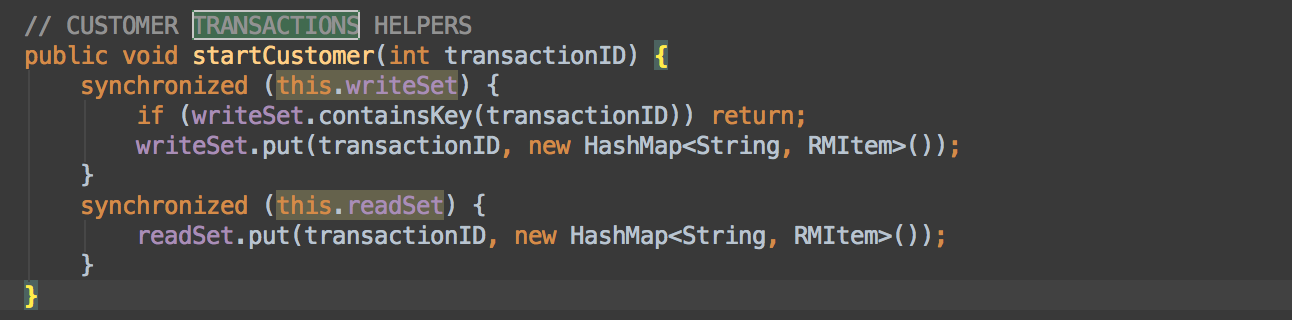 // CUSTOMER TRANSACTIONS HELPERS
public void startCustomer(int transactionID) {
    synchronized (this.writeSet) {
        if (writeSet.containsKey(transactionID)) return;
        writeSet.put(transactionID, new HashMap<String, RMItem>());
    }
    synchronized (this.readSet) {
        readSet.put(transactionID, new HashMap<String, RMItem>());
    }
}